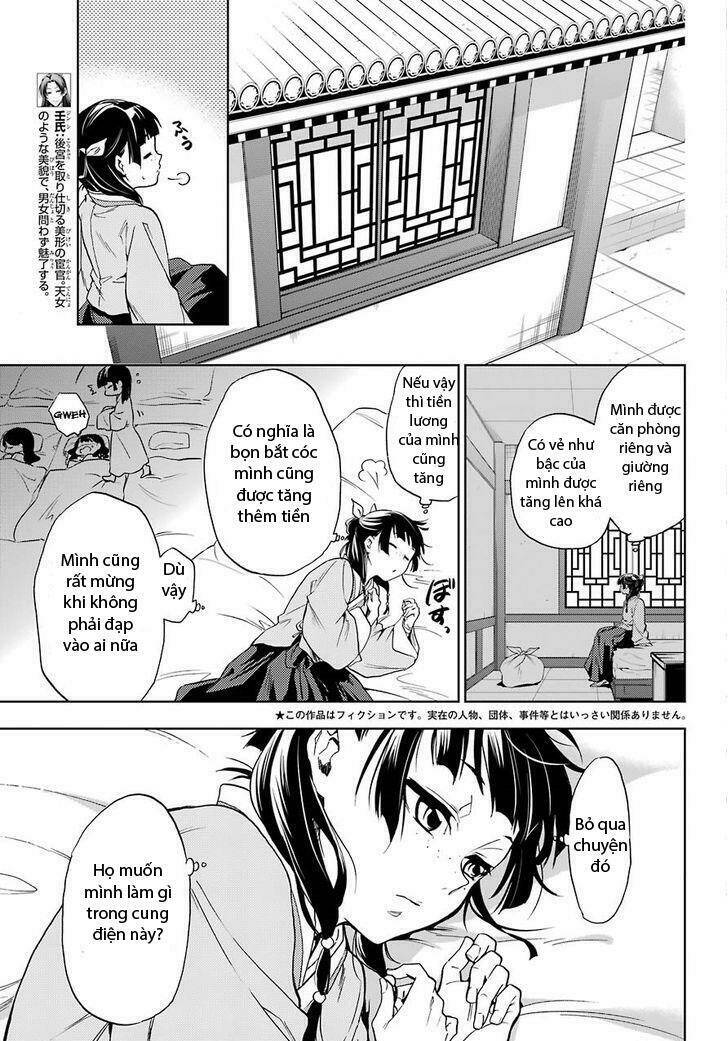 壬氏：後宮を取り仕切る美形の宦官。天女
のような美貌で、男女問わず魅了する。
ふぅ
Mình được
căn phòng
riêng và
giường
riêng
Có vẻ như
bậc của
mình được
tăng lên khá
cao
Nếu vậy
thì tiền
lương
của mình
cũng
tăng
Có nghĩa là
bọn bắt cóc
mình cũng
được tăng
thêm tiền
ぼすっ
GWEH
Dù
vậy
Mình cũng
rất mừng
khi không
phải đạp
vào ai nữa
★この作品はフィクションです。実在の人物、団体、事件等とはいっさい関係ありません。
Bỏ qua
chuyện
đó
Họ muốn
mình làm gì
trong cung
điện này?